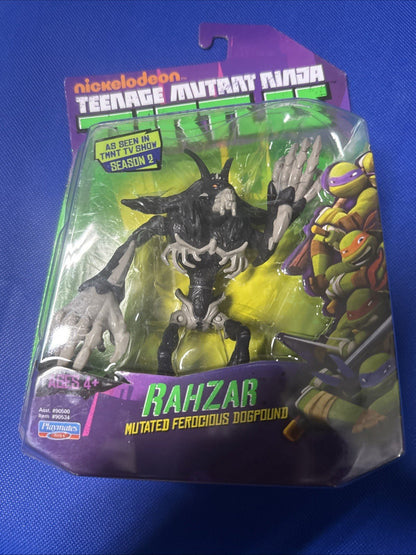 nickelodeon
TEENAGE MUTANT NINJA
TURTLES
AS SEEN IN
TMNT TV SHOW
SEASON 2
AGES 4+
RAHZAR
MUTATED FEROCIOUS DOGPOUND
Asst. #90500
Item #90534
Playmates
TOYS